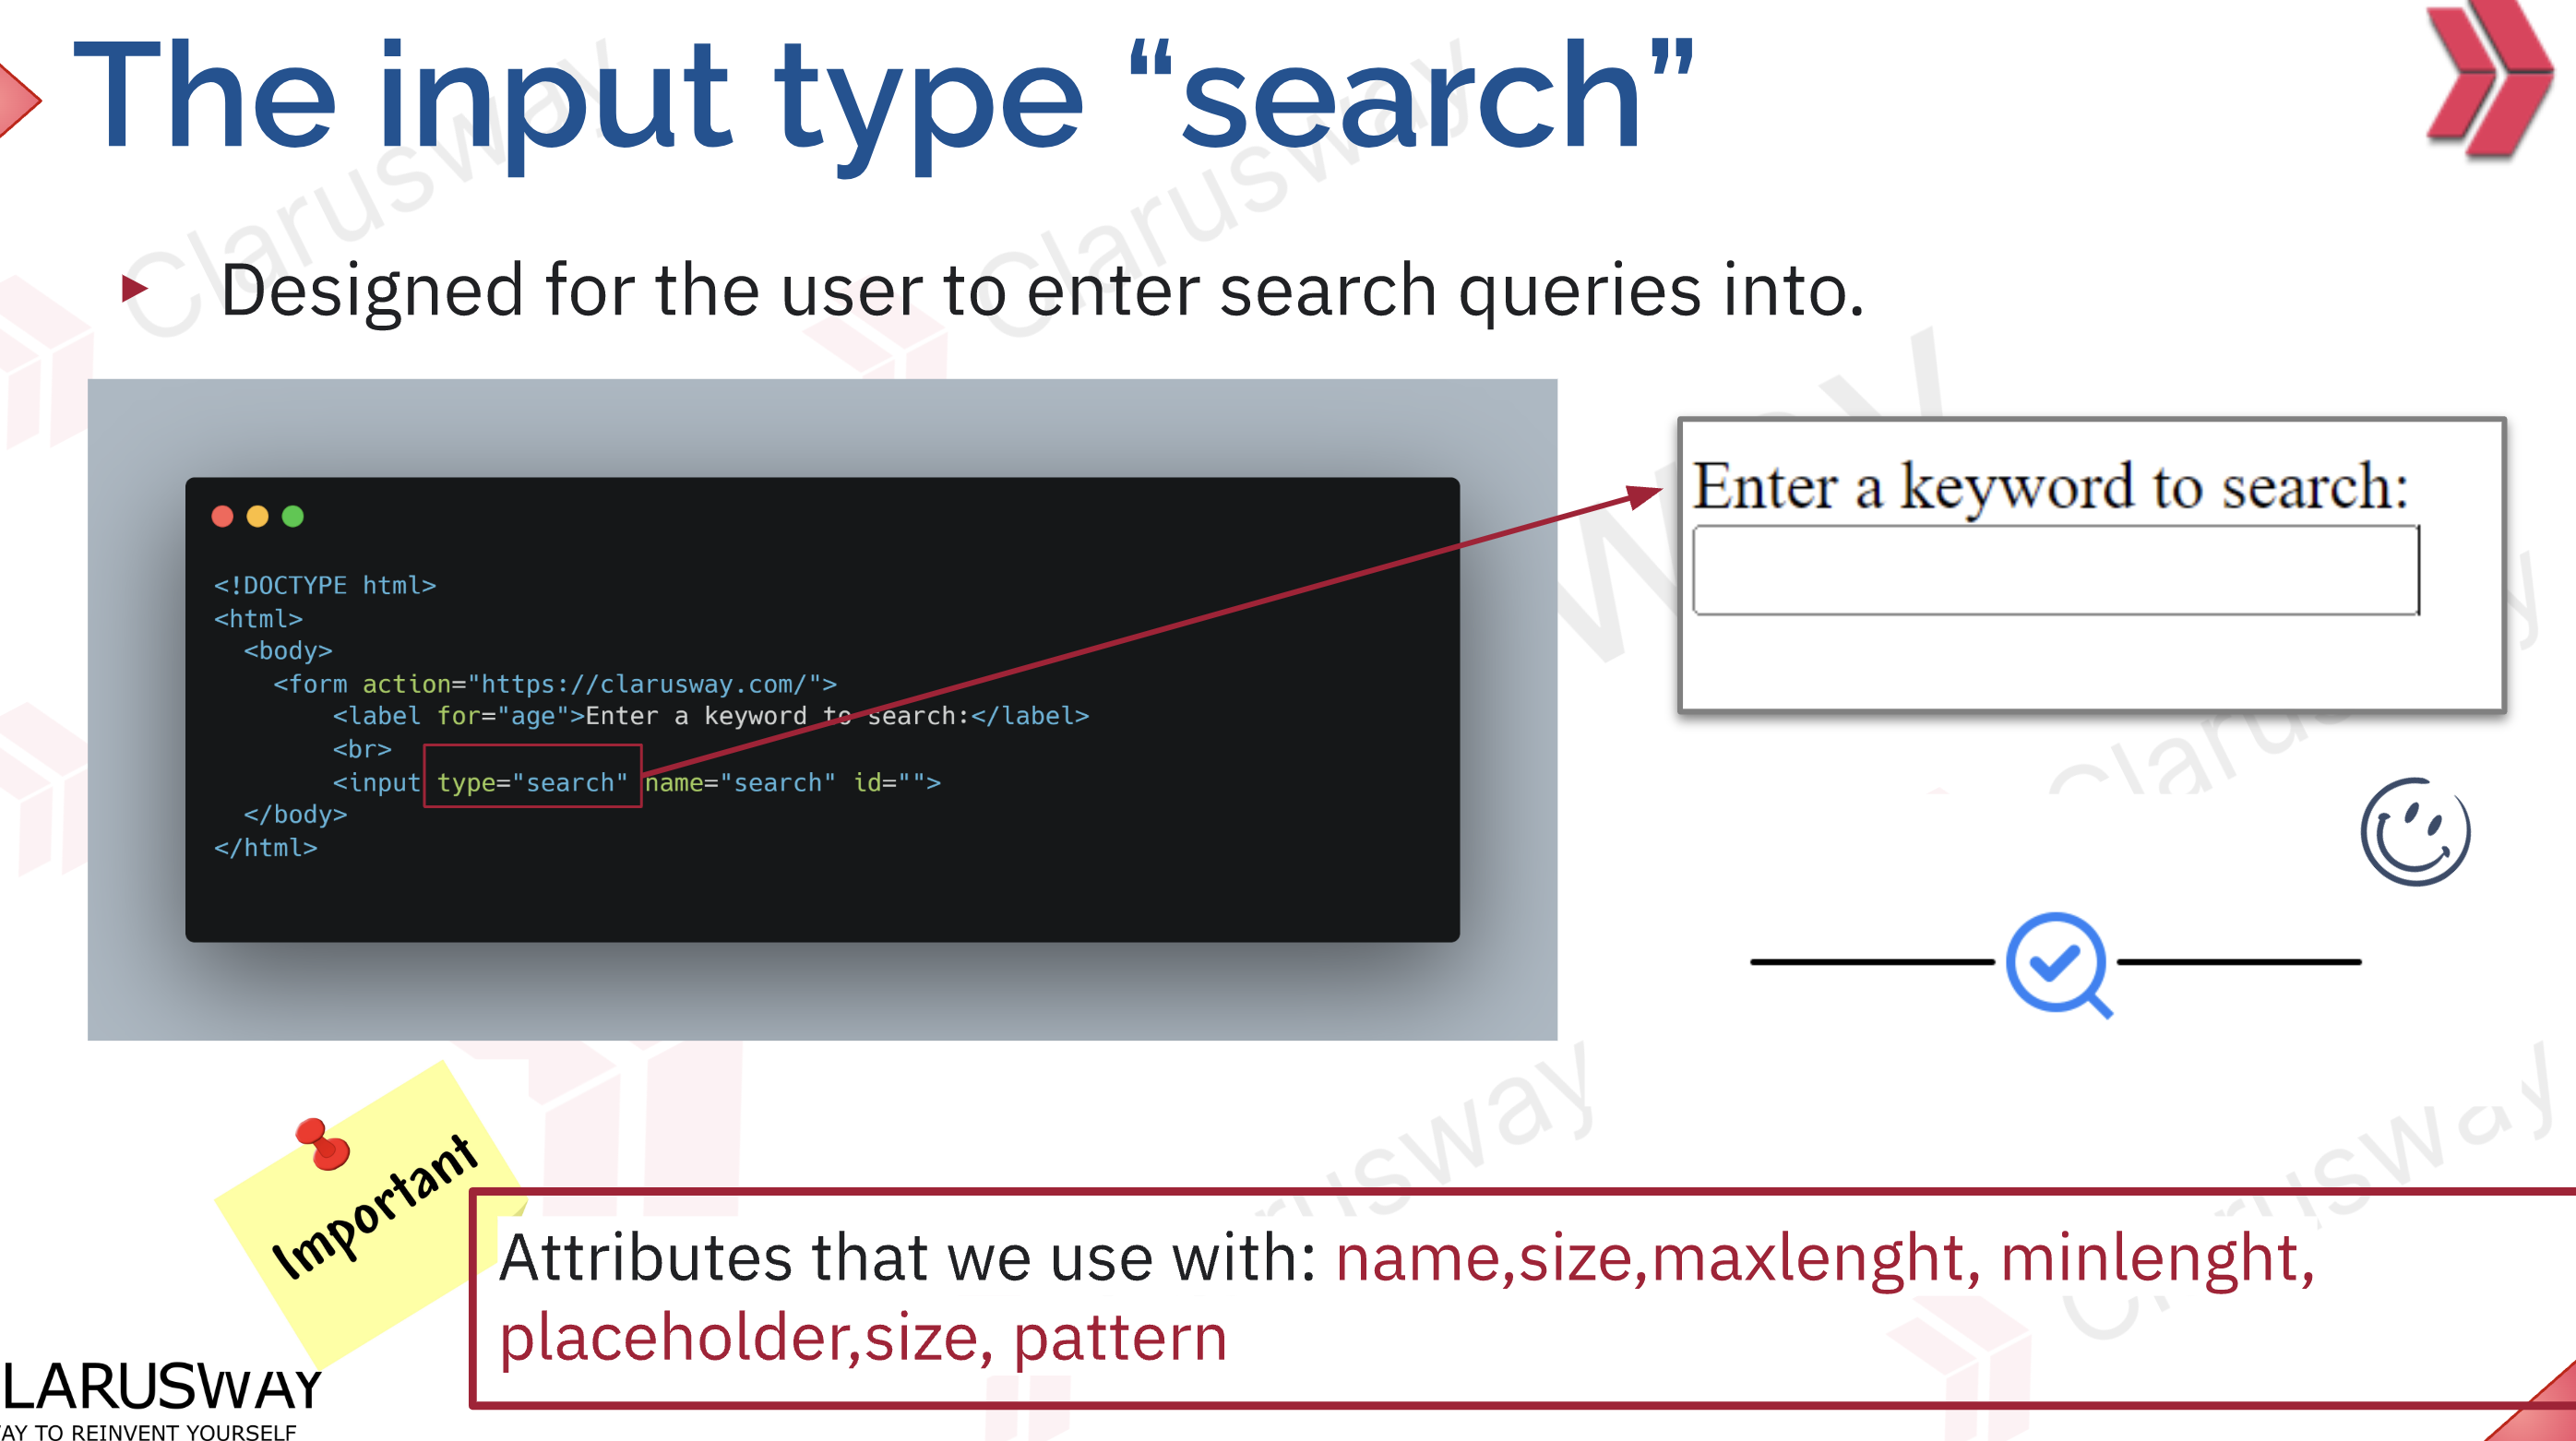 The input type “search”
Designed for the user to enter search queries into.
<!DOCTYPE html>
<html>
<body>
<form action="https://clarusway.com/">
<label for="age">Enter a keyword to search:</label>
<br>
<input type="search" name="search" id="">
</body>
</html>
Enter a keyword to search:
Important
Attributes that we use with: name,size,maxlenght, minlenght,
placeholder,size, pattern
LARUSWAY
AY TO REINVENT YOURSELF
Clarusway
Clarusway